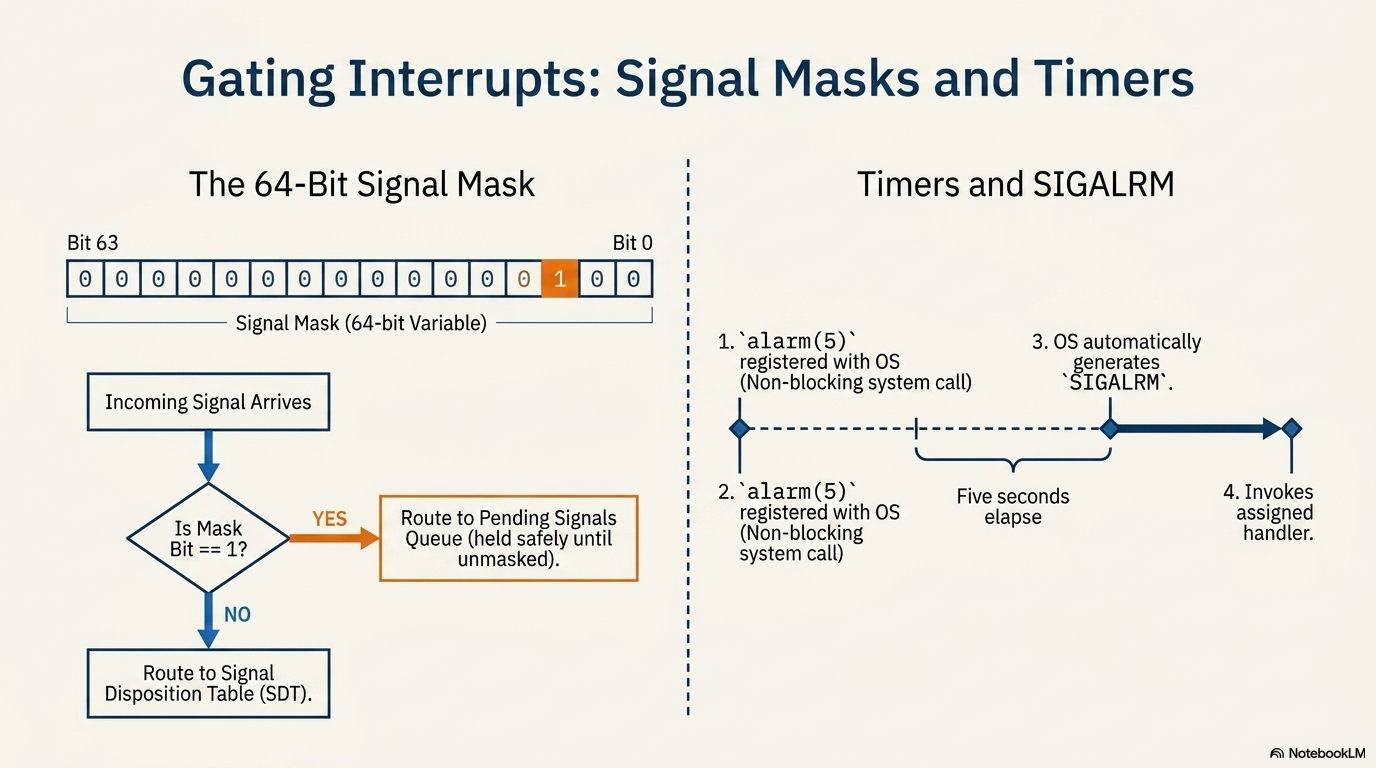 Gating Interrupts: Signal Masks and Timers
The 64-Bit Signal Mask
Bit 63
Bit 0
0 0 0 0 0 0 0 0 0 0 0 0 0 1 0 0
Signal Mask (64-bit Variable)
Incoming Signal Arrives
Is Mask
Bit == 1?
YES
Route to Pending Signals
Queue (held safely until
unmasked).
NO
Route to Signal
Disposition Table (SDT).
Timers and SIGALRM
1. `alarm(5)`
registered with OS
(Non-blocking system call)
2. `alarm(5)`
registered with OS
(Non-blocking
system call)
Five seconds
elapse
3. OS automatically
generates
`SIGALRM`.
4. Invokes
assigned
handler.
NotebookLM